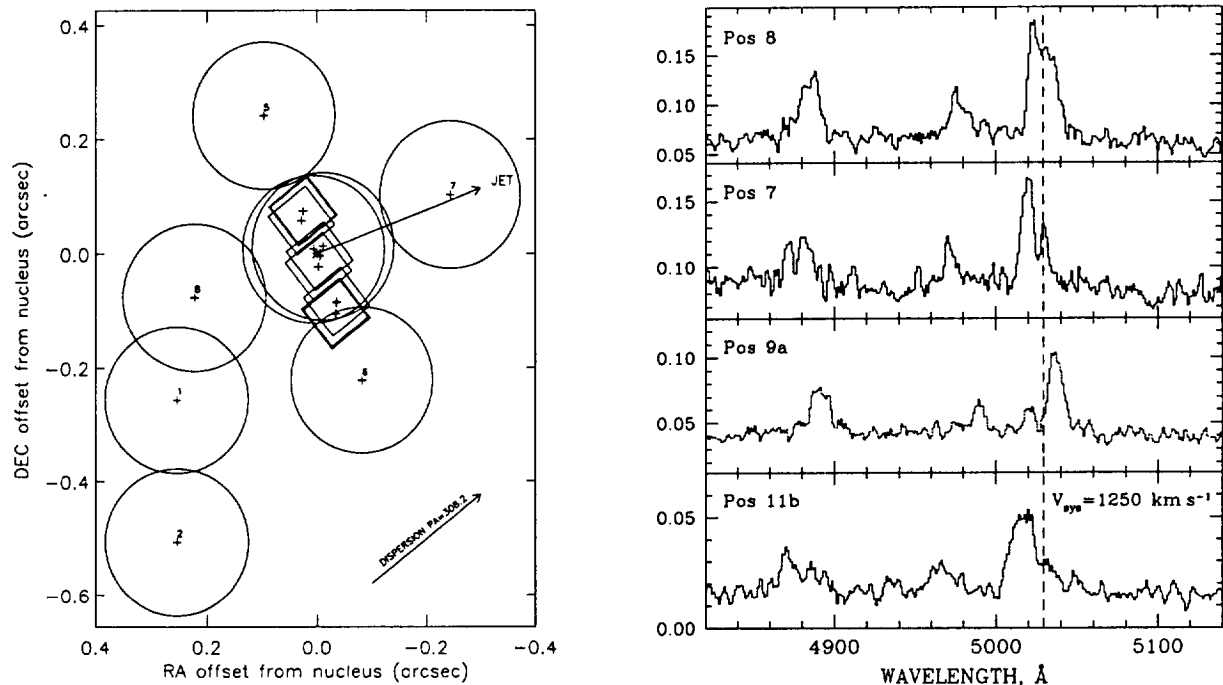 0.4
0.2
0.0
−0.2
−0.4
−0.6
DEC offset from nucleus (arcsec)
0.4
0.2
0.0
−0.2
−0.4
RA offset from nucleus (arcsec)
5
7
JET
1
2
DISPERSION PA=308.2
Pos 8
0.15
0.10
0.05
Pos 7
0.15
0.10
Pos 9a
0.10
0.05
0.00
Pos 11b
V_sys=1250 km s⁻¹
0.05
0.00
4900
5000
5100
WAVELENGTH, Å